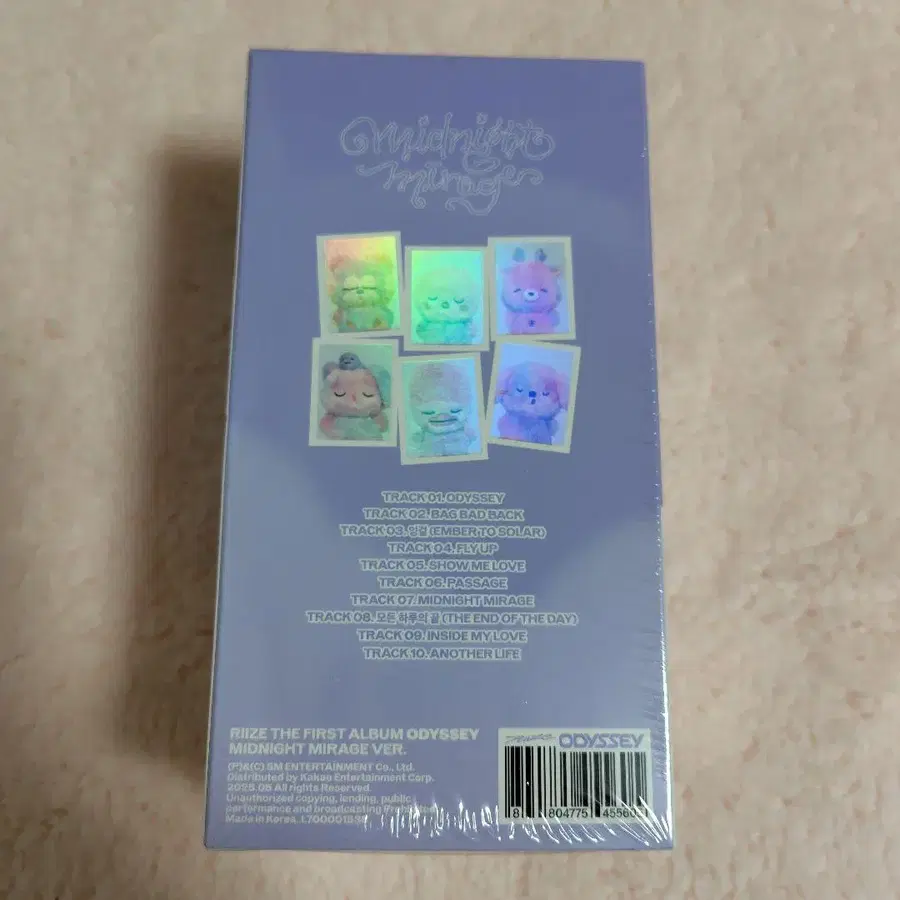 Midnight
mirage
TRACK 01. ODYSSEY
TRACK 02. BAG BAD BACK
TRACK 03. 잉걸 (EMBER TO SOLAR)
TRACK 04. FLY UP
TRACK 05. SHOW ME LOVE
TRACK 06. PASSAGE
TRACK 07. MIDNIGHT MIRAGE
TRACK 08. 모든 하루의 끝 (THE END OF THE DAY)
TRACK 09. INSIDE MY LOVE
TRACK 10. ANOTHER LIFE
RIIZE THE FIRST ALBUM ODYSSEY
MIDNIGHT MIRAGE VER.
(P)&(C) SM ENTERTAINMENT Co., Ltd.
Distributed by Kakao Entertainment Corp.
2025.05 All rights Reserved.
Unauthorized copying, lending, public
performance and broadcasting Prohibited
Made in Korea.
ODYSSEY
8 804775